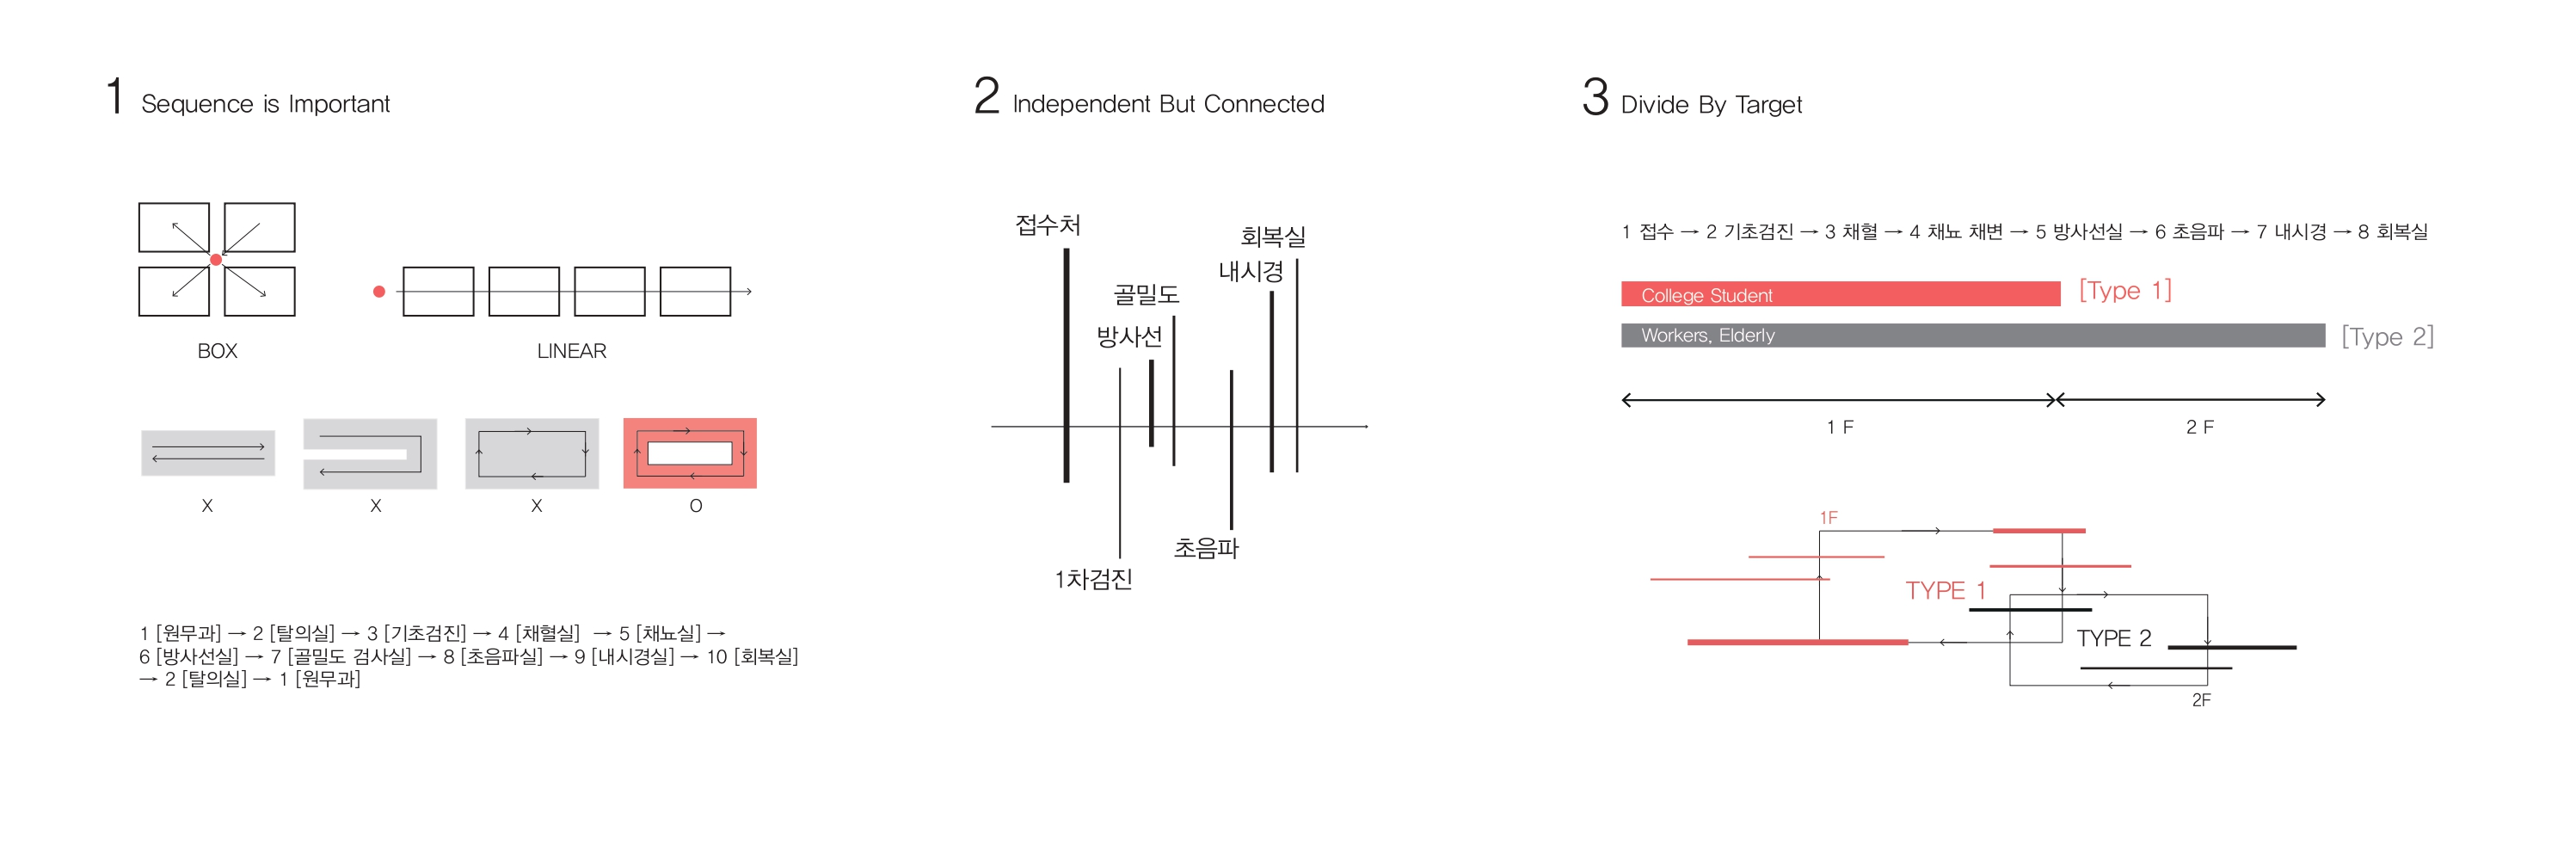 1 Sequence is Important
BOX
LINEAR
X
X
X
O
1 [원무과] → 2 [탈의실] → 3 [기초검진] → 4 [채혈실] → 5 [채뇨실] →
6 [방사선실] → 7 [골밀도 검사실] → 8 [초음파실] → 9 [내시경실] → 10 [회복실]
→ 2 [탈의실] → 1 [원무과]
2 Independent But Connected
접수처
회복실
내시경
골밀도
방사선
초음파
1차검진
3 Divide By Target
1 접수 → 2 기초검진 → 3 채혈 → 4 채뇨 채변 → 5 방사선실 → 6 초음파 → 7 내시경 → 8 회복실
College Student
[Type 1]
Workers, Elderly
[Type 2]
1 F
2 F
1F
TYPE 1
TYPE 2
2F